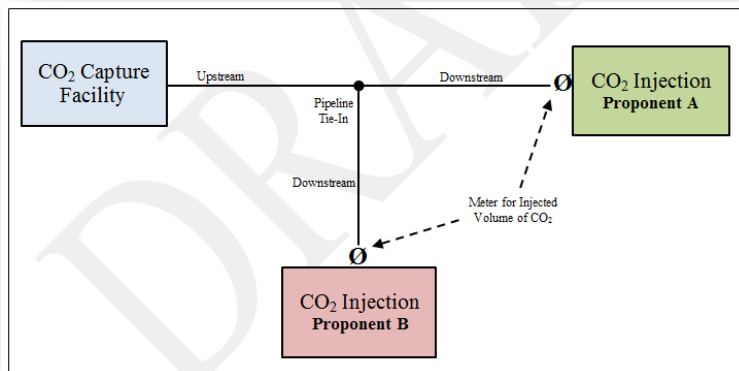 CO₂ Capture
Facility
Upstream
Downstream
Ø
CO₂ Injection
Proponent A
Pipeline
Tie-In
Downstream
Meter for Injected
Volume of CO₂
Ø
CO₂ Injection
Proponent B
DRA